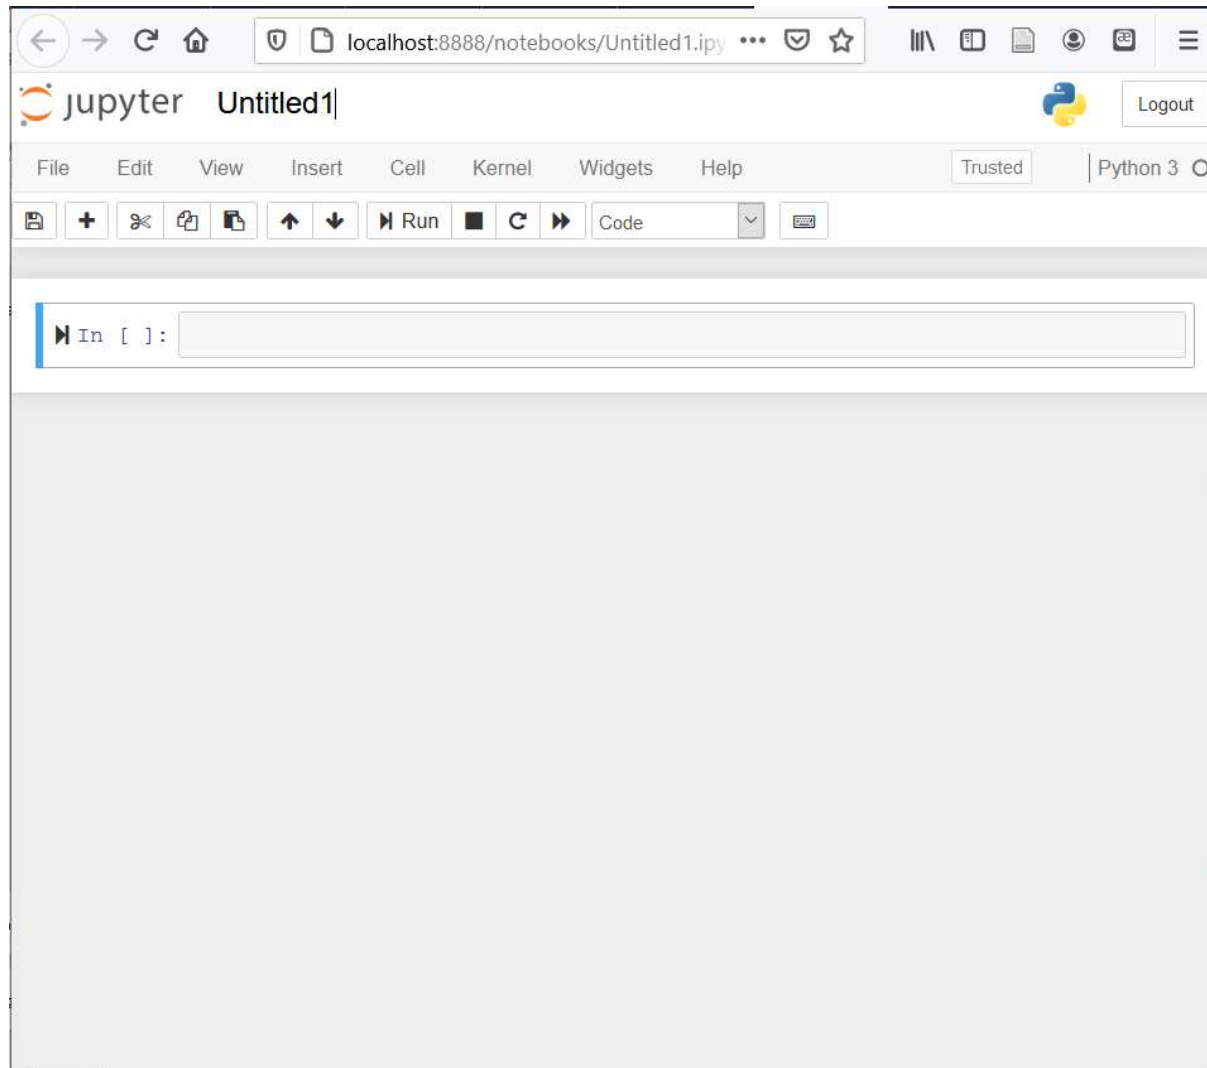 localhost:8888/notebooks/Untitled1.ipy
jupyter Untitled1 Logout
File Edit View Insert Cell Kernel Widgets Help Trusted Python 3
Run Code
In [ ]: